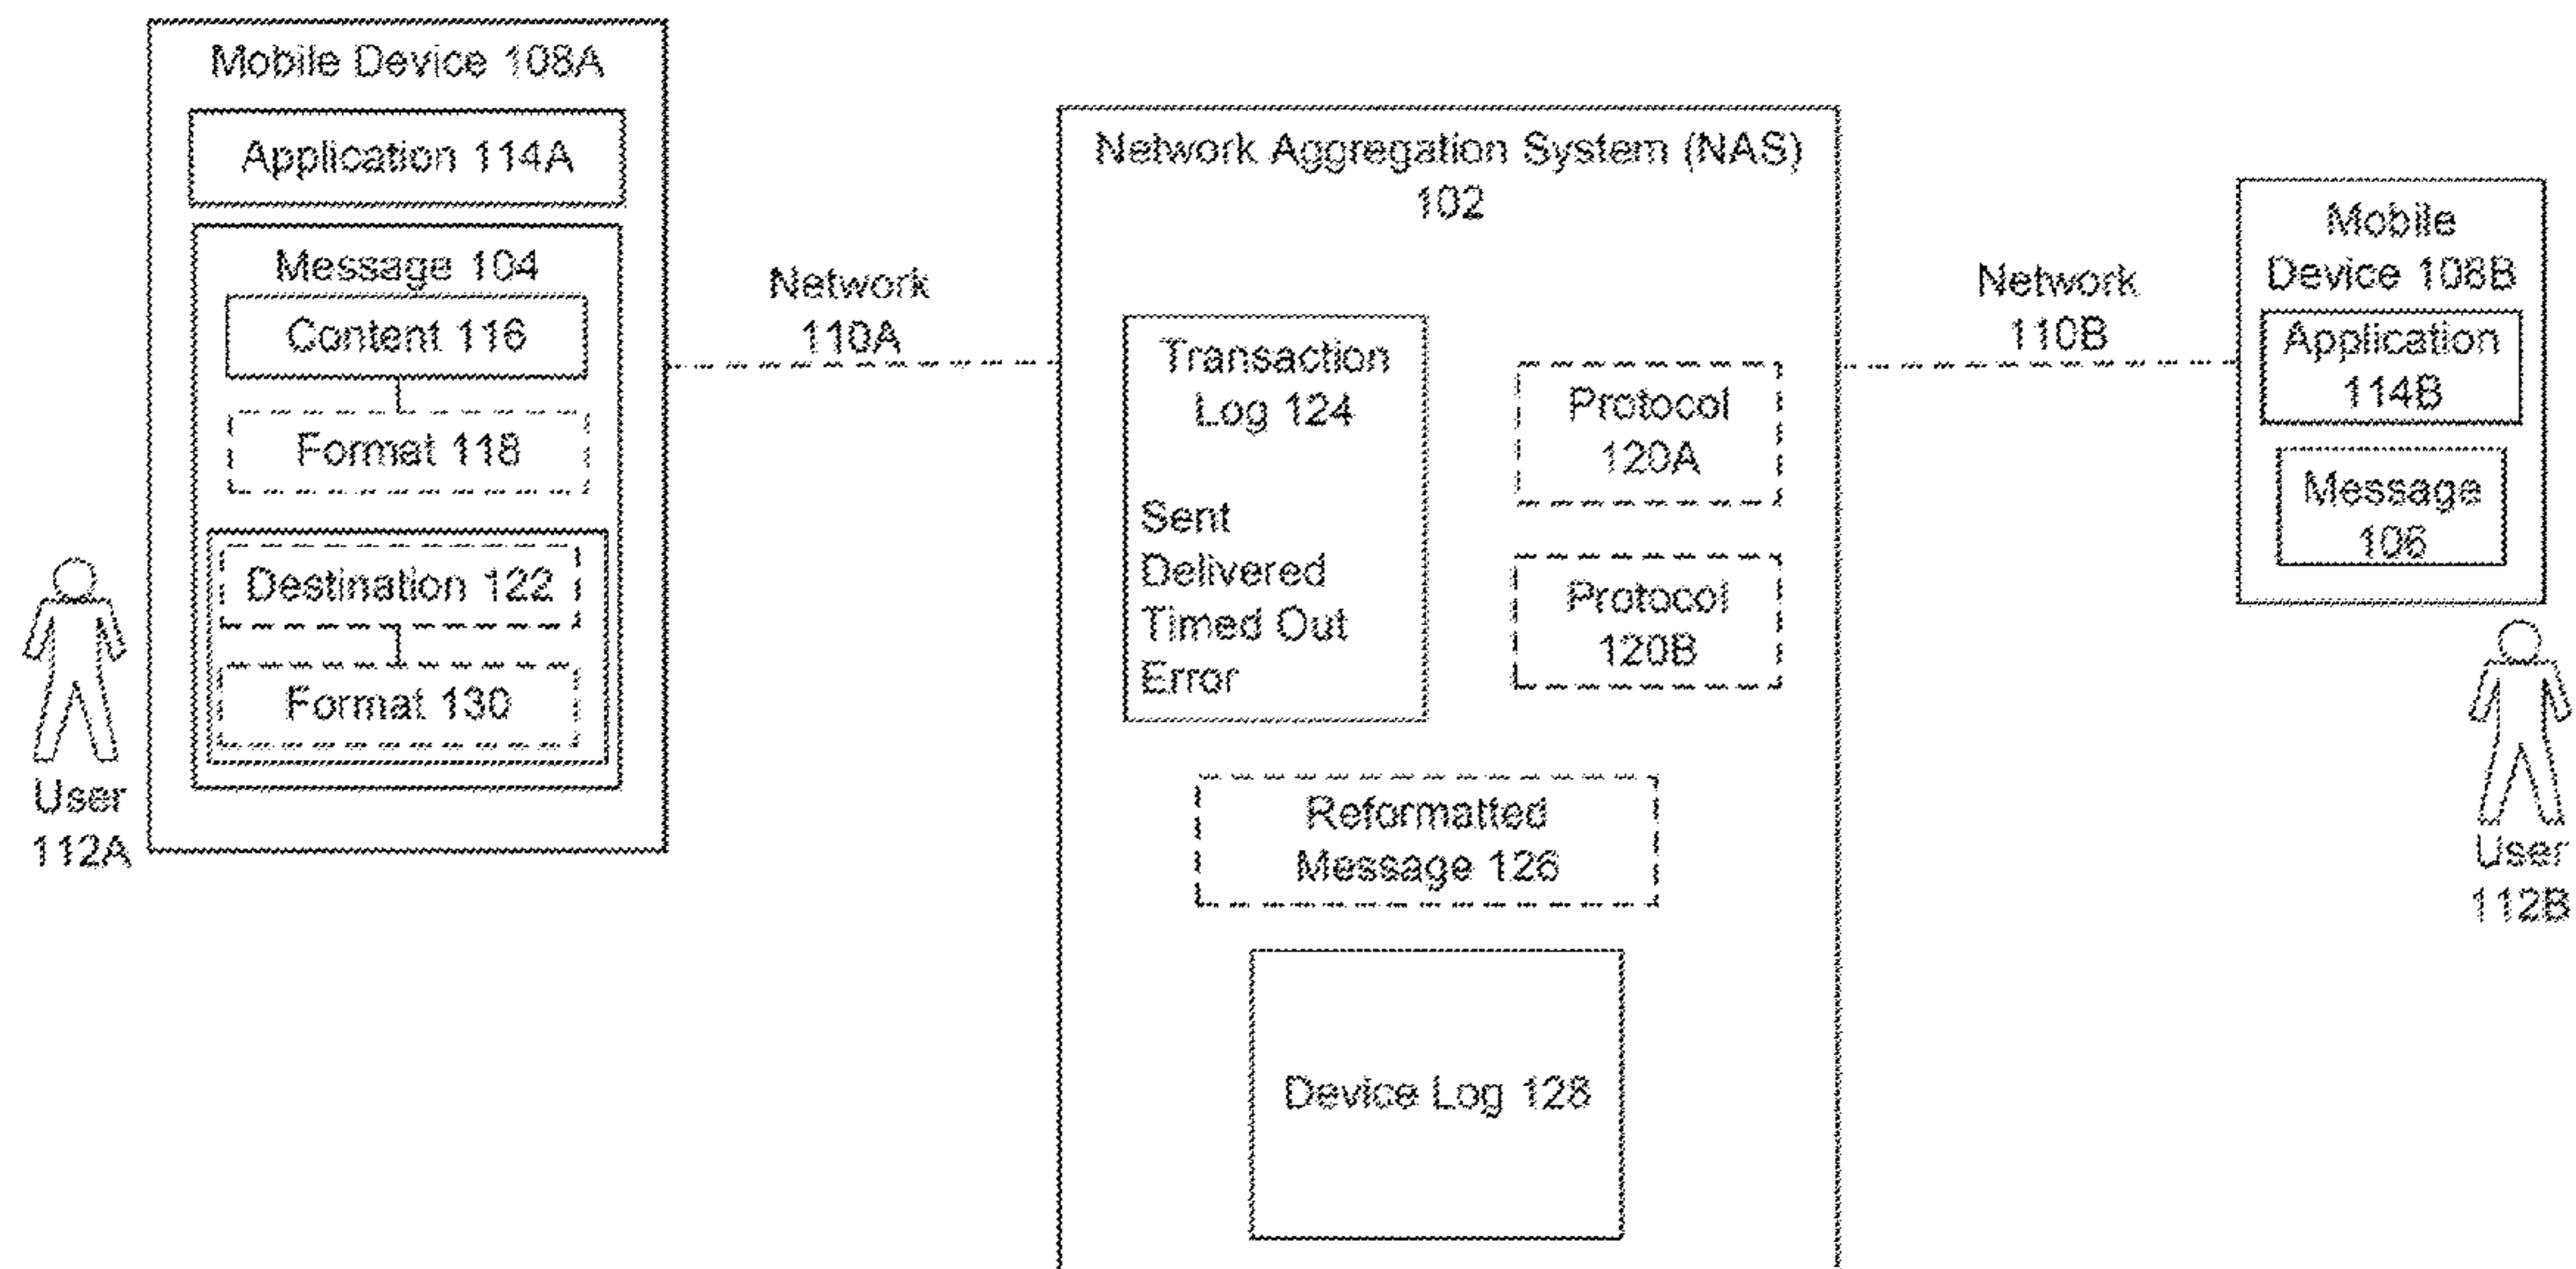 Mobile Device 108A
Application 114A
Message 104
Content 116
Format 118
Destination 122
Format 130
User
112A
Network
110A
Network Aggregation System (NAS)
102
Transaction
Log 124
Sent
Delivered
Timed Out
Error
Protocol
120A
Protocol
120B
Reformatted
Message 126
Device Log 128
Network
110B
Mobile
Device 108B
Application
114B
Message
106
User
112B